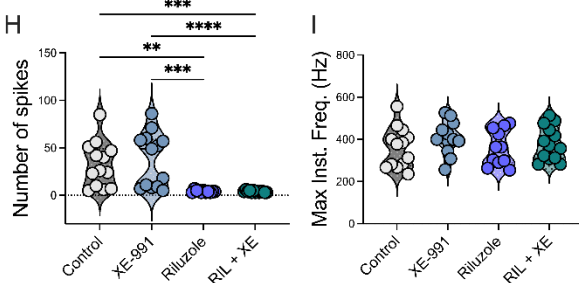 H
***
****
**
***
Number of spikes
150
100
50
0
Control
XE-991
Riluzole
RIL + XE
I
Max Inst. Freq. (Hz)
800
600
400
200
0
Control
XE-991
Riluzole
RIL + XE